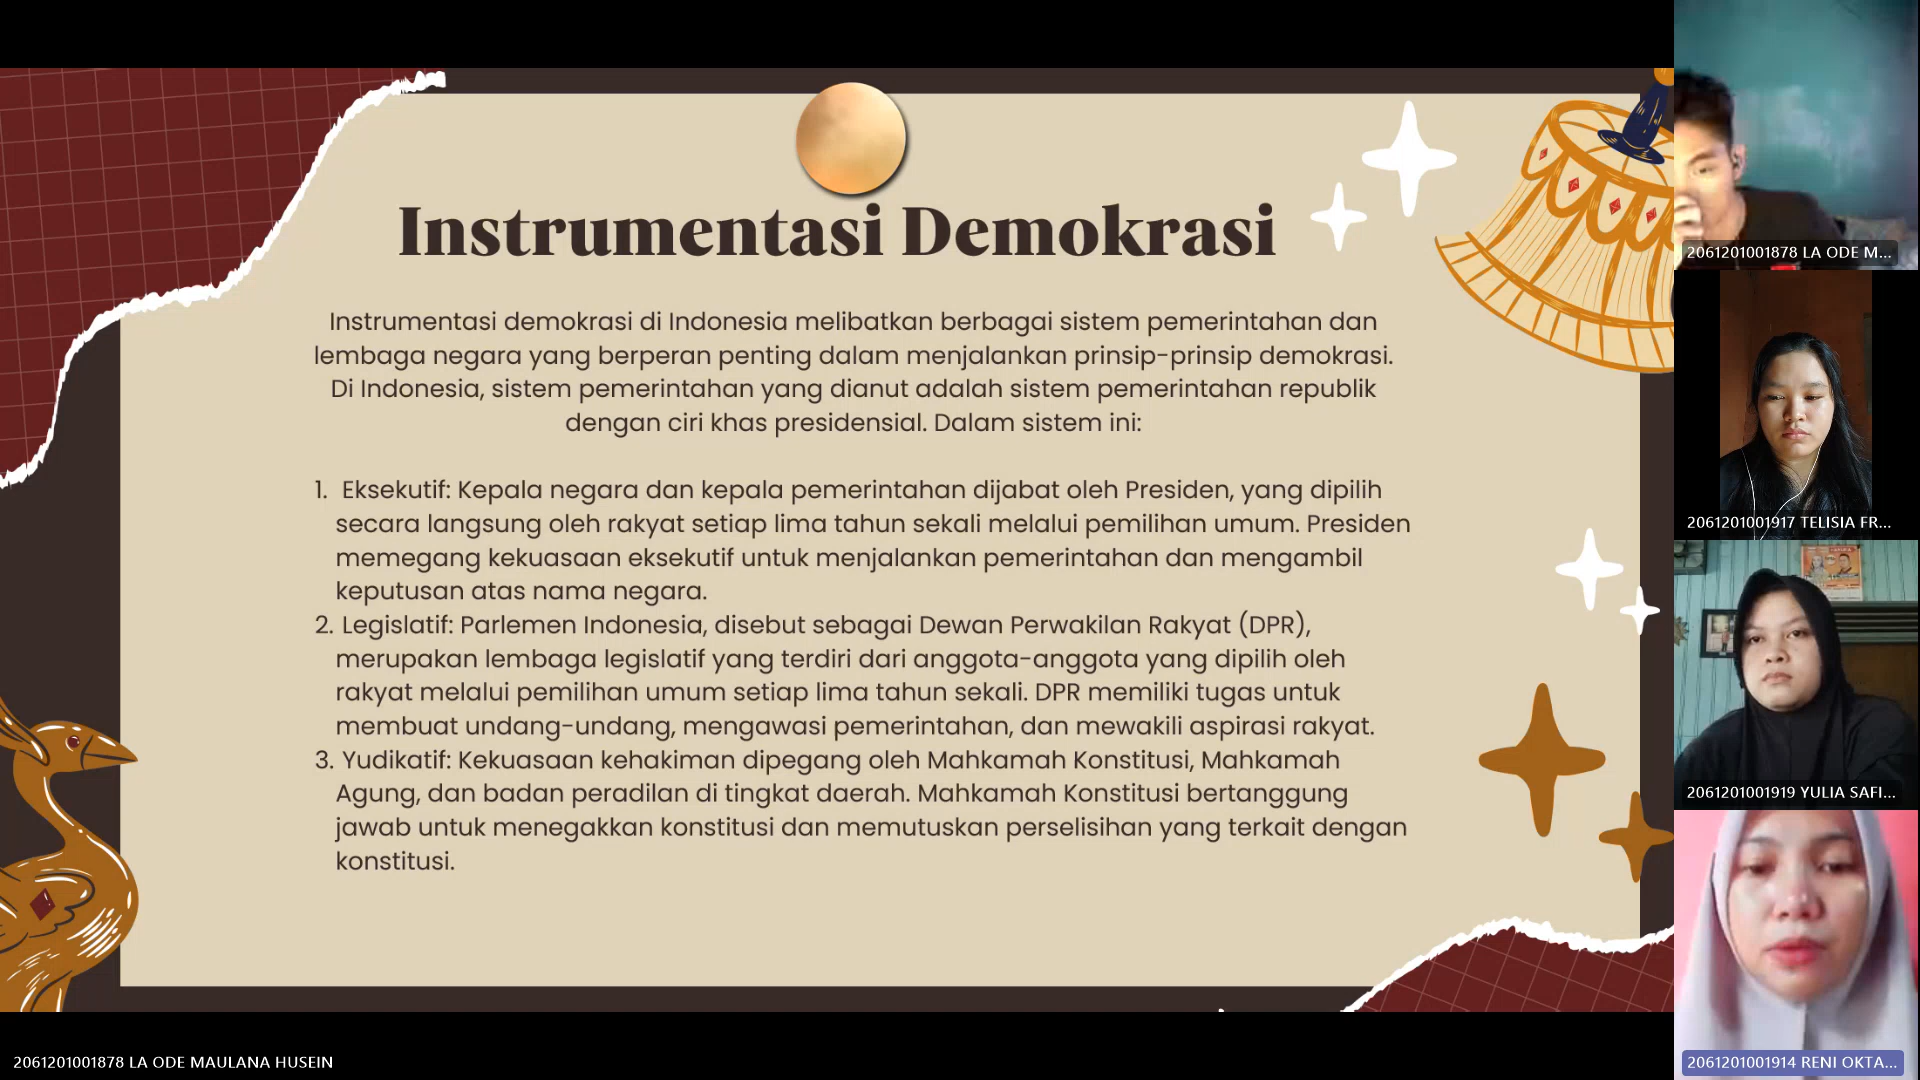 Instrumentasi Demokrasi
Instrumentasi demokrasi di Indonesia melibatkan berbagai sistem pemerintahan dan
lembaga negara yang berperan penting dalam menjalankan prinsip-prinsip demokrasi.
Di Indonesia, sistem pemerintahan yang dianut adalah sistem pemerintahan republik
dengan ciri khas presidensial. Dalam sistem ini:
1. Eksekutif: Kepala negara dan kepala pemerintahan dijabat oleh Presiden, yang dipilih
secara langsung oleh rakyat setiap lima tahun sekali melalui pemilihan umum. Presiden
memegang kekuasaan eksekutif untuk menjalankan pemerintahan dan mengambil
keputusan atas nama negara.
2. Legislatif: Parlemen Indonesia, disebut sebagai Dewan Perwakilan Rakyat (DPR),
merupakan lembaga legislatif yang terdiri dari anggota-anggota yang dipilih oleh
rakyat melalui pemilihan umum setiap lima tahun sekali. DPR memiliki tugas untuk
membuat undang-undang, mengawasi pemerintahan, dan mewakili aspirasi rakyat.
3. Yudikatif: Kekuasaan kehakiman dipegang oleh Mahkamah Konstitusi, Mahkamah
Agung, dan badan peradilan di tingkat daerah. Mahkamah Konstitusi bertanggung
jawab untuk menegakkan konstitusi dan memutuskan perselisihan yang terkait dengan
konstitusi.
2061201001878 LA ODE MAULANA HUSEIN
2061201001878 LA ODE M...
2061201001917 TELISIA FR...
2061201001919 YULIA SAFI...
2061201001914 RENI OKTA...